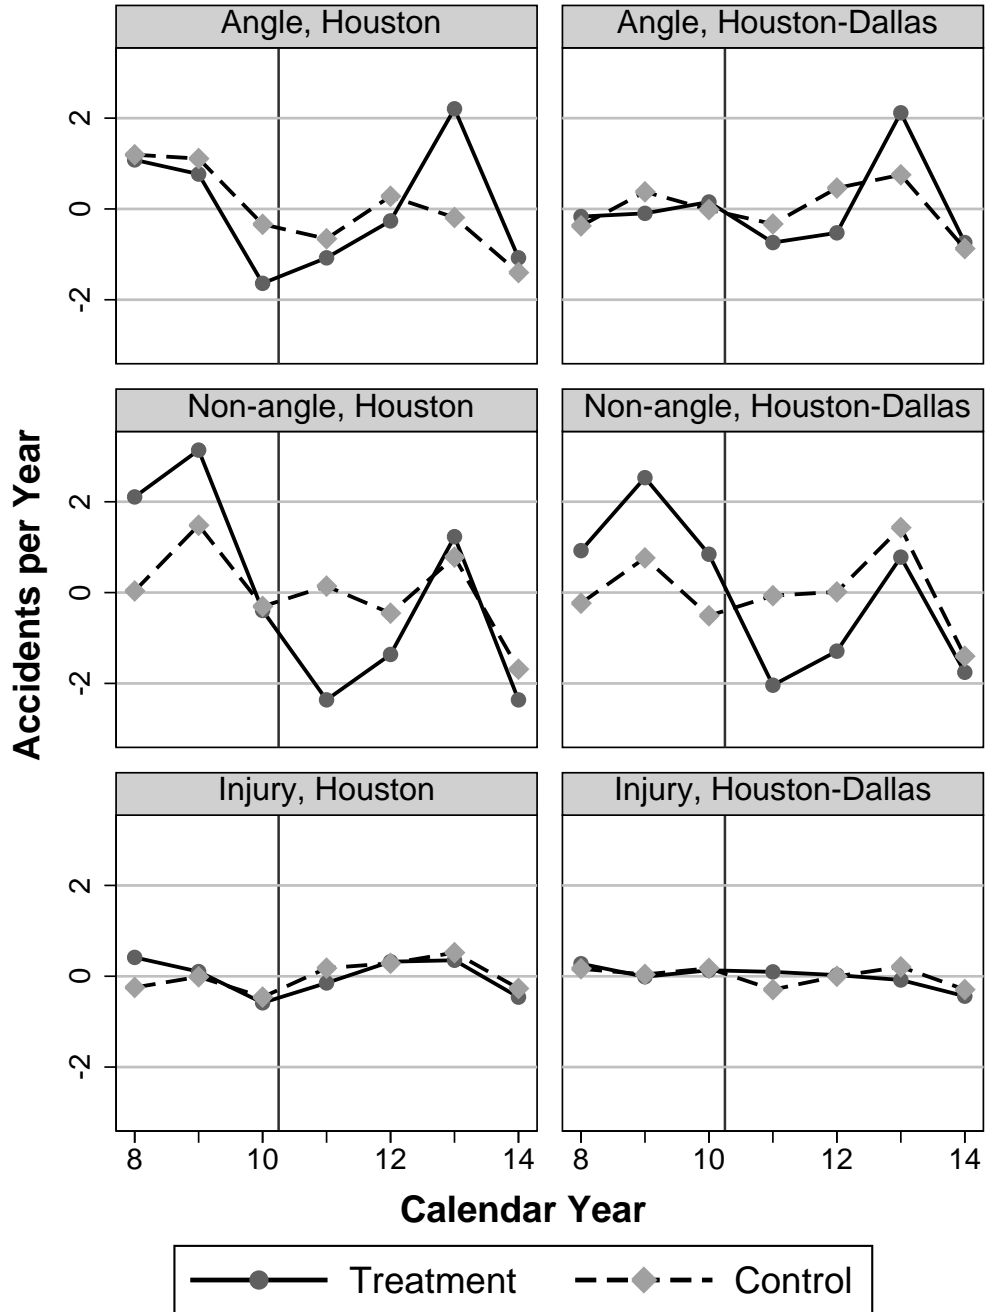 Angle, Houston
Angle, Houston-Dallas
2
0
-2
Non-angle, Houston
Non-angle, Houston-Dallas
2
0
-2
Accidents per Year
Injury, Houston
Injury, Houston-Dallas
2
0
-2
8 10 12 14 8 10 12 14
Calendar Year
Treatment Control